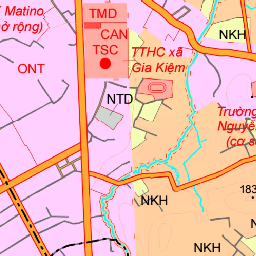 Matino
ở rộng)
TMD
CAN
TSC
ONT
TTHC xã
Gia Kiệm
NKH
NTD
Trường
Nguyễ
(cơ s
183
NKH
NKH